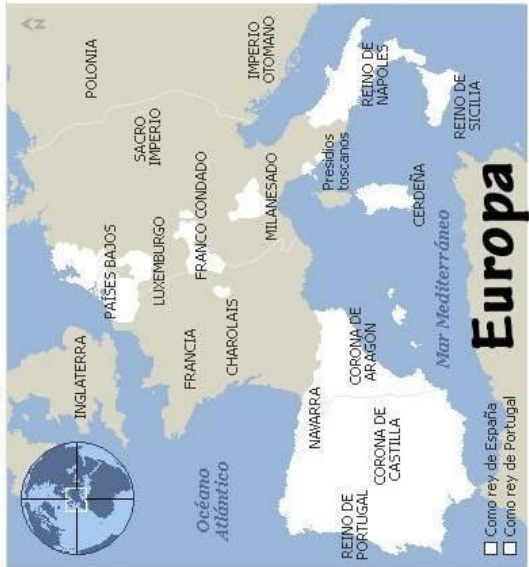 N
POLONIA
SACRO
IMPERIO
IMPERIO
OTOMANO
INGLATERRA
PAÍSES BAJOS
LUXEMBURGO
FRANCO CONDADO
MILANESADO
FRANCIA
CHAROLAIS
Presidios
toscanos
REINO DE
NÁPOLES
REINO DE
SICILIA
CERDEÑA
Océano
Atlántico
NAVARRA
CORONA DE
ARAGÓN
REINO DE
PORTUGAL
CORONA DE
CASTILLA
Mar Mediterráneo
Europa
Como rey de España
Como rey de Portugal